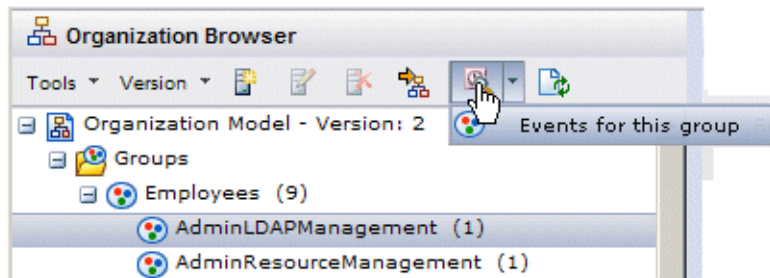 Organization Browser
Tools Version
Organization Model - Version: 2
Events for this group
Groups
Employees (9)
AdminLDAPManagement (1)
AdminResourceManagement (1)